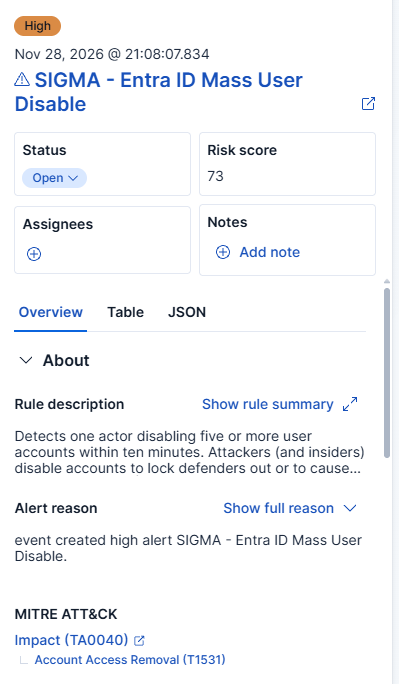 High
Nov 28, 2026 @ 21:08:07.834
SIGMA - Entra ID Mass User
Disable
Status
Open
Risk score
73
Assignees
Notes
Add note
Overview Table JSON
About
Rule description Show rule summary
Detects one actor disabling five or more user
accounts within ten minutes. Attackers (and insiders)
disable accounts to lock defenders out or to cause...
Alert reason Show full reason
event created high alert SIGMA - Entra ID Mass User
Disable.
MITRE ATT&CK
Impact (TA0040)
Account Access Removal (T1531)